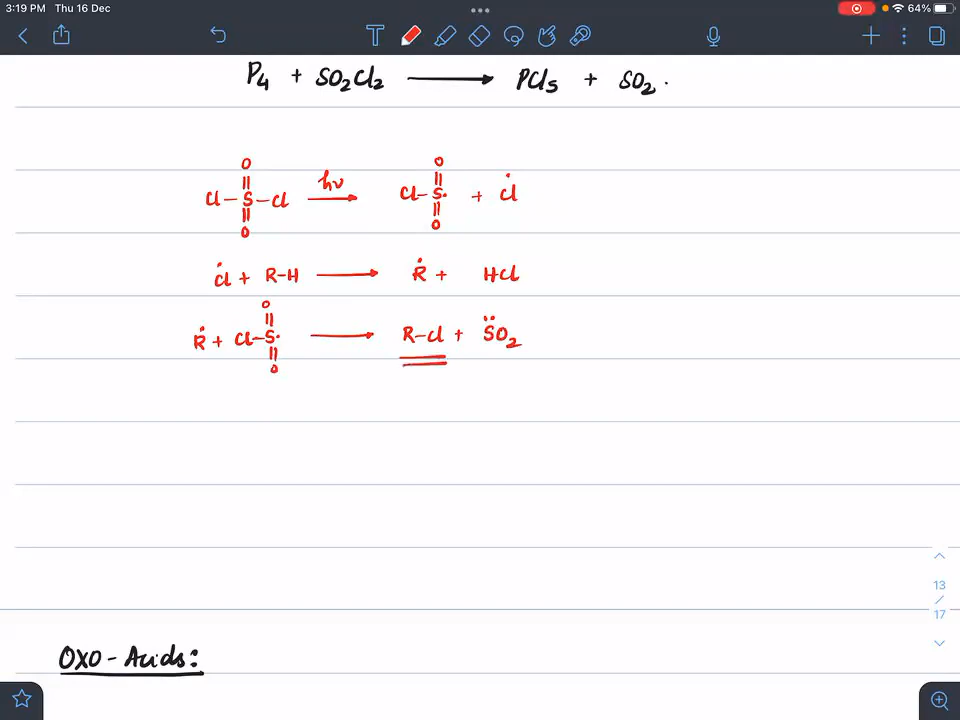 3:19 PM Thu 16 Dec
64%
T
P4 + SO2Cl2 ⟶ PCl5 + SO2.
O O
Cl–S–Cl hν⟶ Cl–S• + Cl•
O O
Cl• + R–H ⟶ R• + HCl
O
R• + Cl–S• ⟶ R–Cl + S̈O2
O
13
/
17
OXO-Acids: